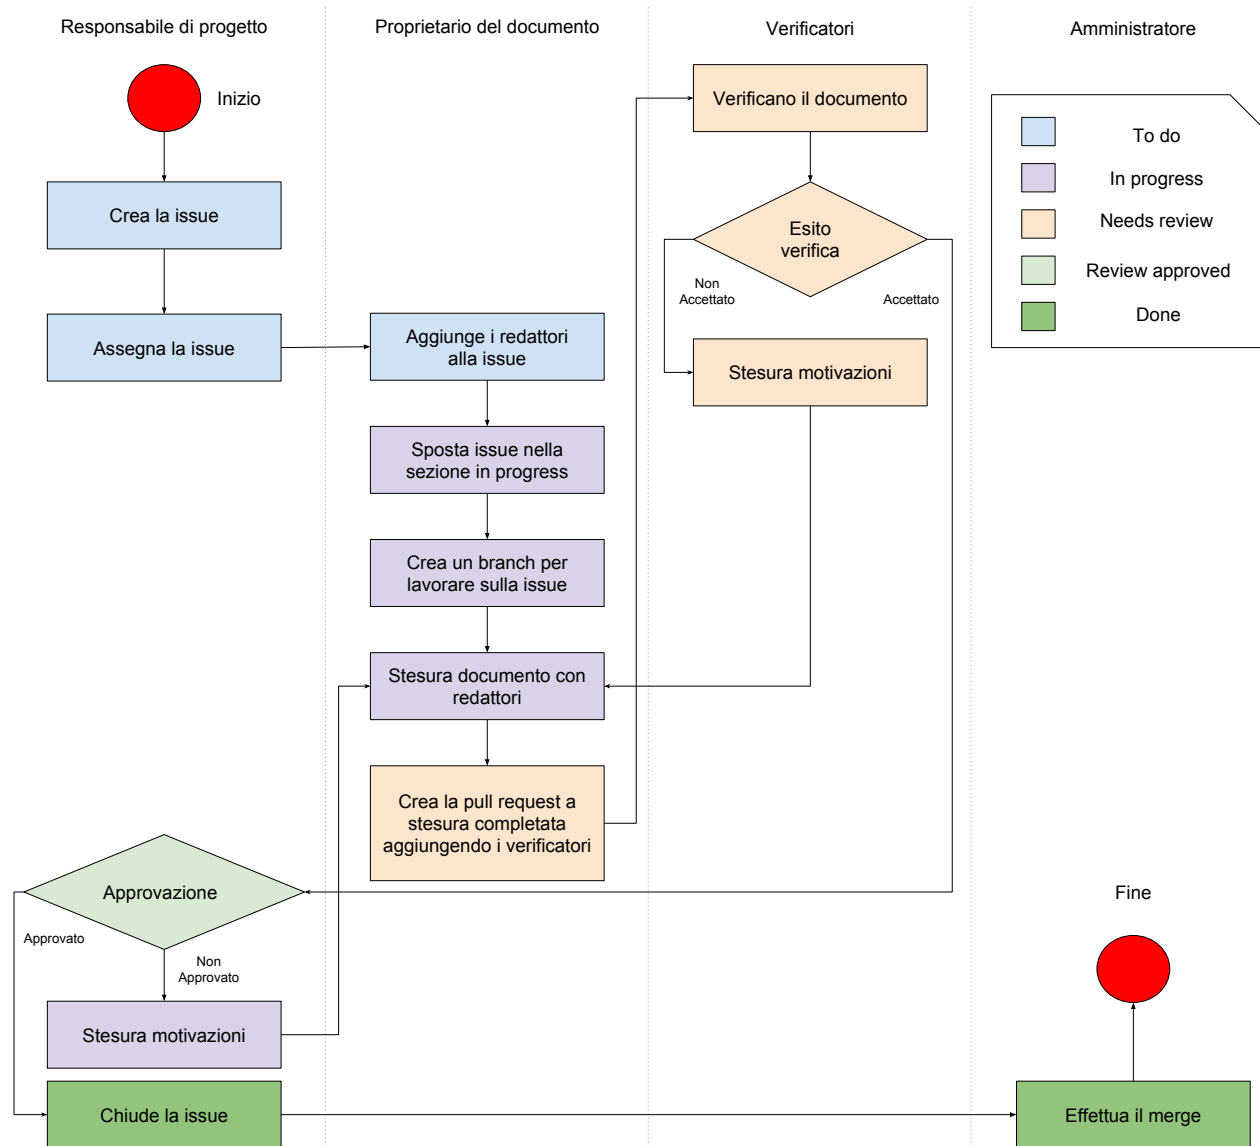 Responsabile di progetto
Proprietario del documento
Verificatori
Amministratore
Inizio
Crea la issue
Assegna la issue
Aggiunge i redattori
alla issue
Sposta issue nella
sezione in progress
Crea un branch per
lavorare sulla issue
Stesura documento con
redattori
Crea la pull request a
stesura completata
aggiungendo i verificatori
Verificano il documento
Esito
verifica
Non
Accettato
Accettato
Stesura motivazioni
To do
In progress
Needs review
Review approved
Done
Approvazione
Approvato
Non
Approvato
Stesura motivazioni
Chiude la issue
Fine
Effettua il merge